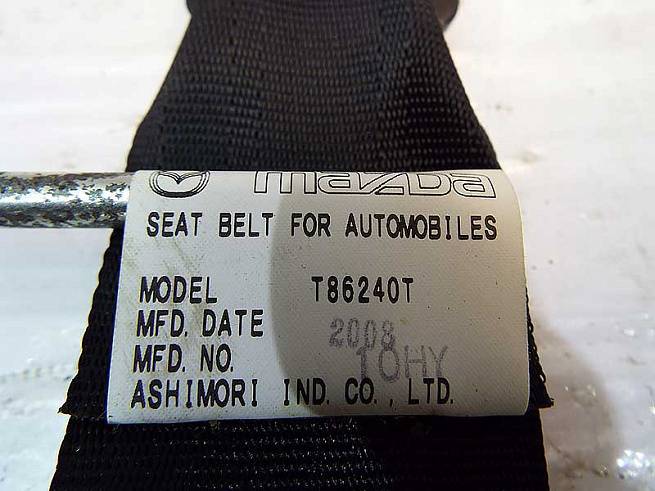 mazda
SEAT BELT FOR AUTOMOBILES
MODEL T86240T
MFD. DATE 2008
MFD. NO. 10HY
ASHIMORI IND. CO., LTD.